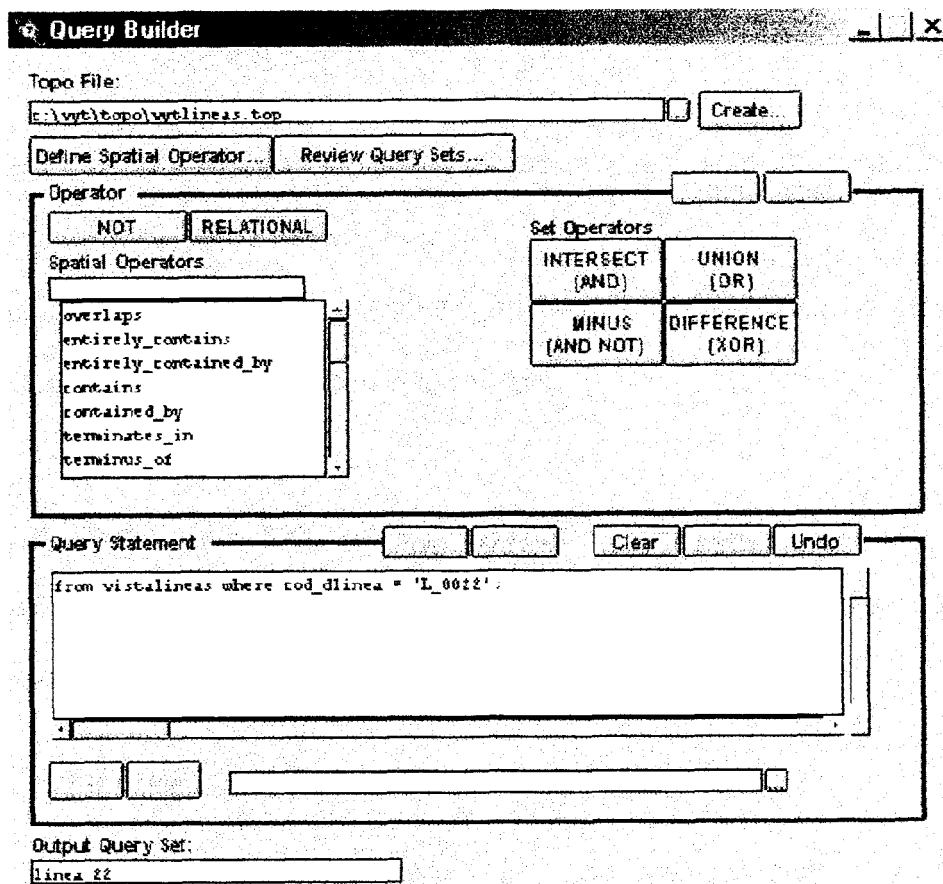 Query Builder
Topo File:
c:\vyt\topo\vytlineas.top
Create...
Define Spatial Operator... Review Query Sets...
Operator
NOT RELATIONAL
Set Operators
Spatial Operators
INTERSECT (AND)
UNION (OR)
MINUS (AND NOT)
DIFFERENCE (XOR)
overlaps
entirely_contains
entirely_contained_by
contains
contained_by
terminates_in
terminus_of
Query Statement
Clear
Undo
from vistalineas where cod_dlinea = 'L_0022';
Output Query Set:
linea_22